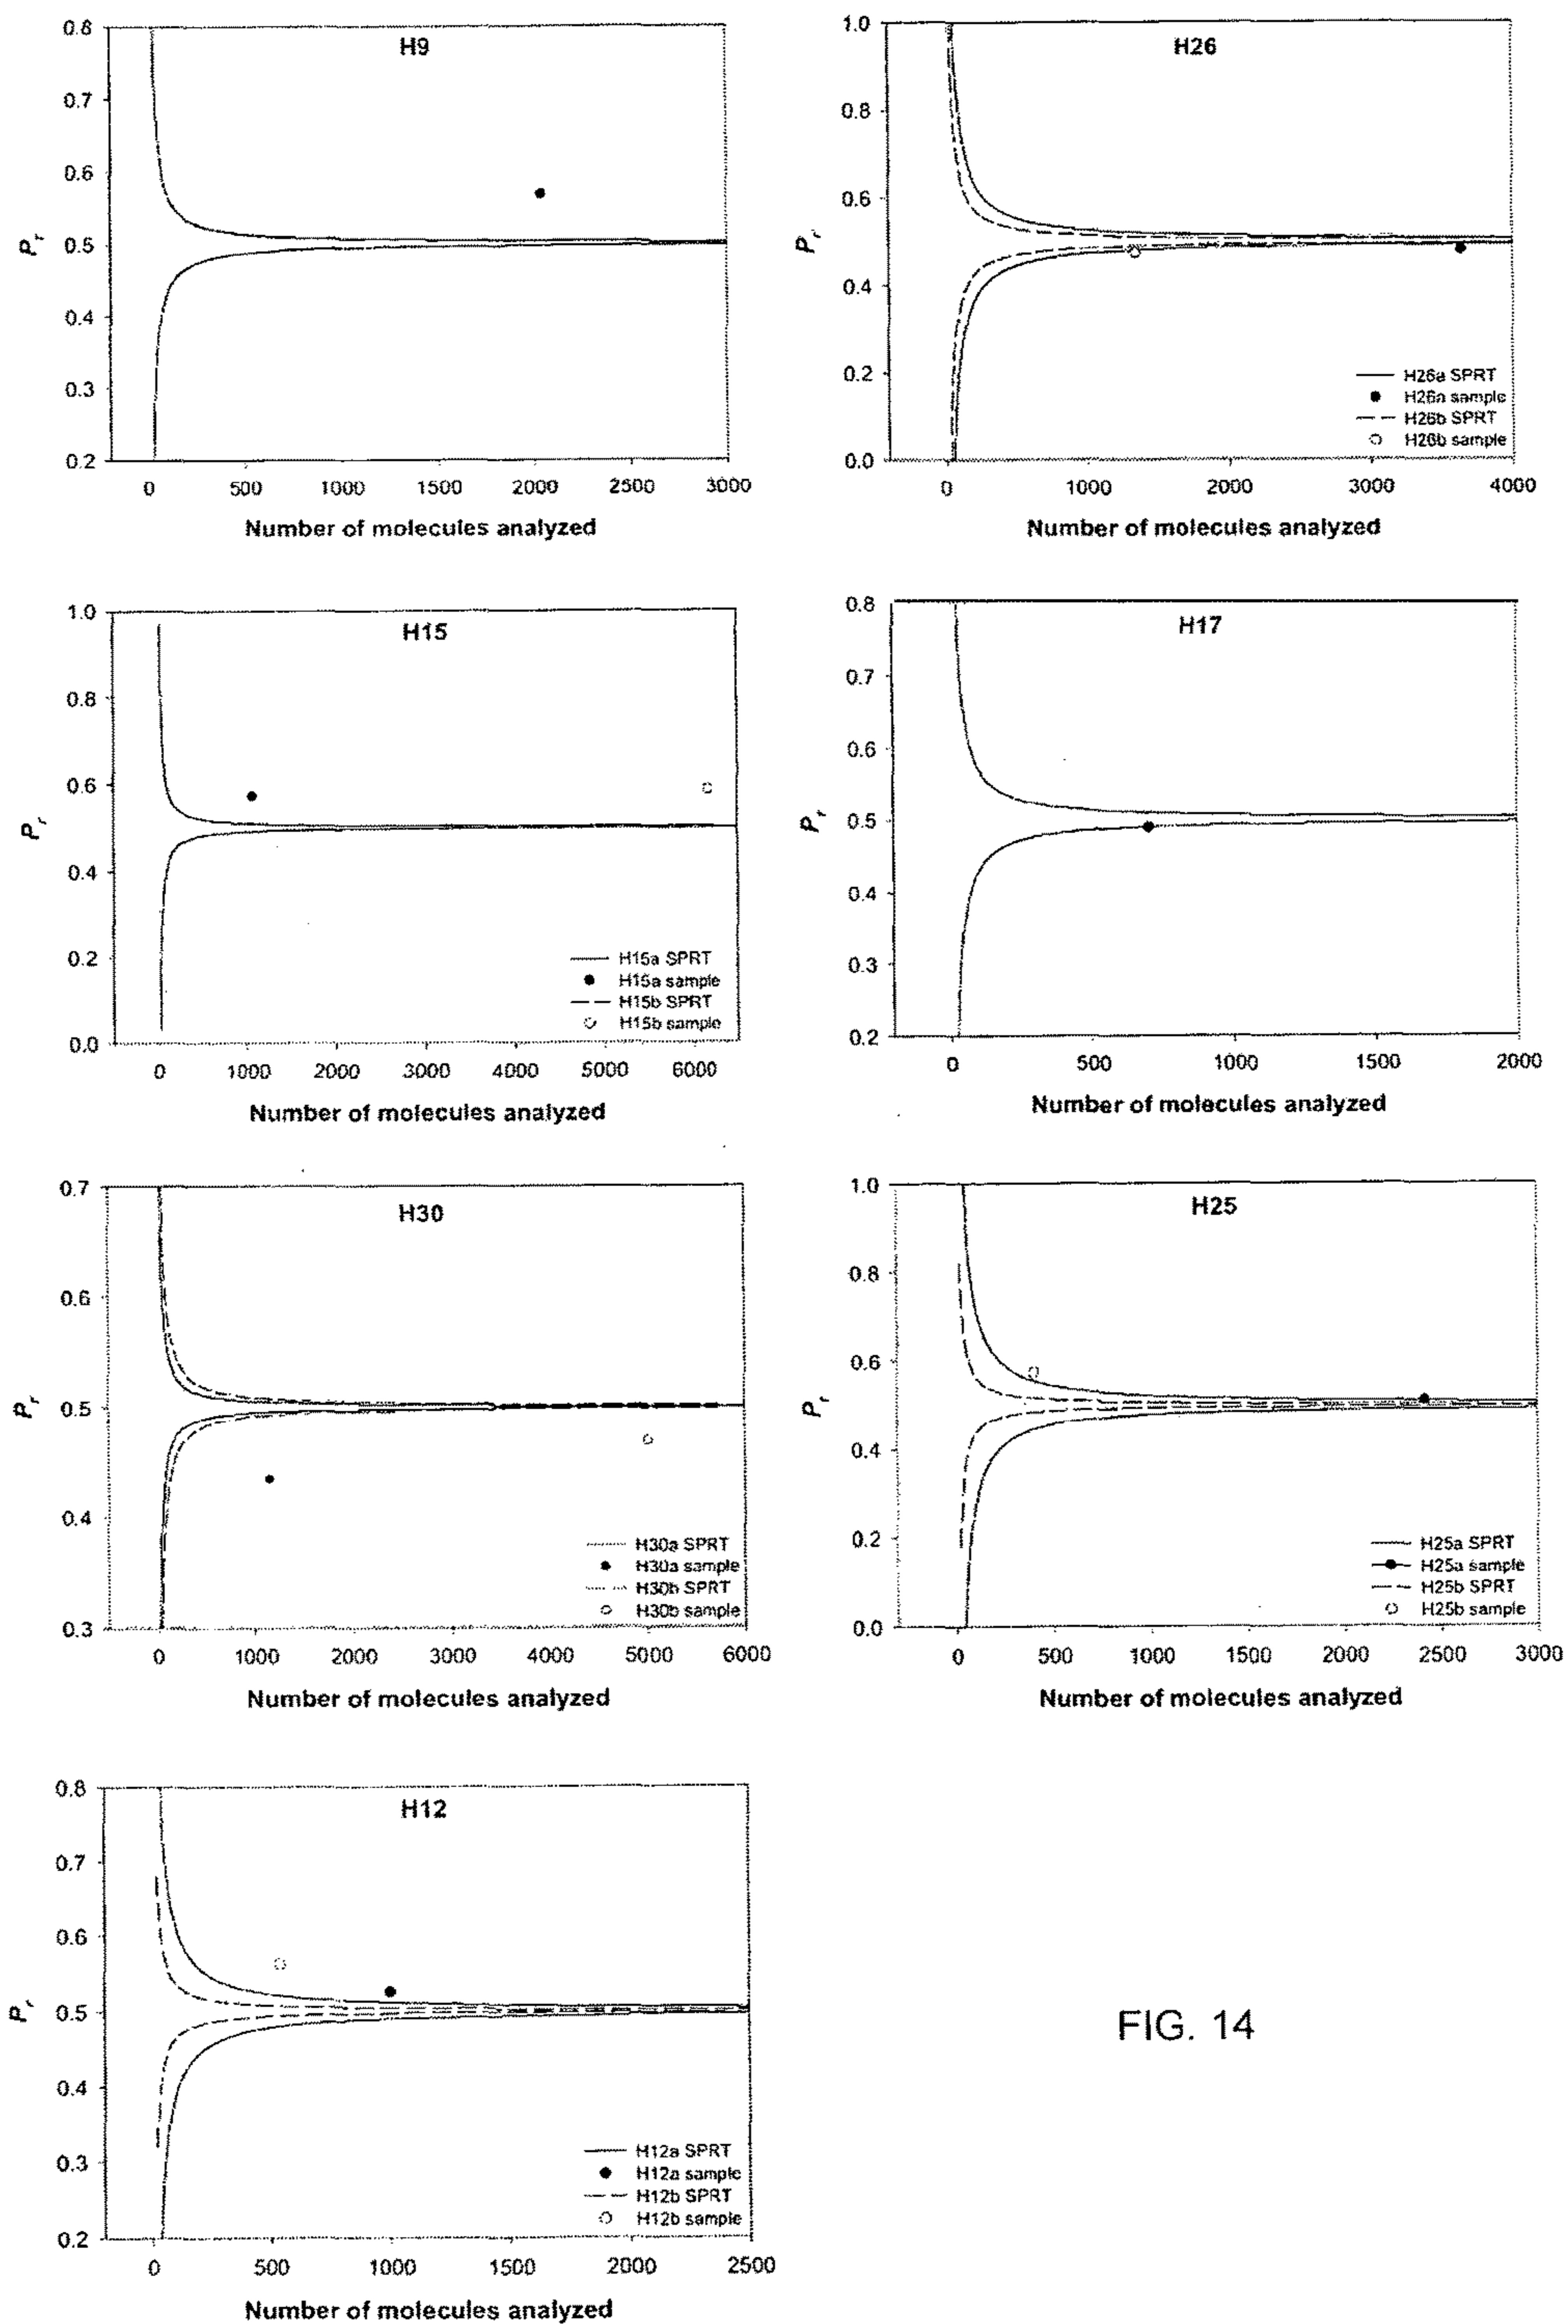 H9
0.8
0.7
0.6
0.5
0.4
0.3
0.2
Pr
0 500 1000 1500 2000 2500 3000
Number of molecules analyzed
H26
1.0
0.8
0.6
0.4
0.2
0.0
Pr
H26a SPRT
H26a sample
H26b SPRT
H26b sample
0 1000 2000 3000 4000
Number of molecules analyzed
H15
1.0
0.8
0.6
0.4
0.2
0.0
Pr
H15a SPRT
H15a sample
H15b SPRT
H15b sample
0 1000 2000 3000 4000 5000 6000
Number of molecules analyzed
H17
0.8
0.7
0.6
0.5
0.4
0.3
0.2
Pr
0 500 1000 1500 2000
Number of molecules analyzed
H30
0.7
0.6
0.5
0.4
0.3
Pr
H30a SPRT
H30a sample
H30b SPRT
H30b sample
0 1000 2000 3000 4000 5000 6000
Number of molecules analyzed
H25
1.0
0.8
0.6
0.4
0.2
0.0
Pr
H25a SPRT
H25a sample
H25b SPRT
H25b sample
0 500 1000 1500 2000 2500 3000
Number of molecules analyzed
H12
0.8
0.7
0.6
0.5
0.4
0.3
0.2
Pr
H12a SPRT
H12a sample
H12b SPRT
H12b sample
0 500 1000 1500 2000 2500
Number of molecules analyzed
FIG. 14